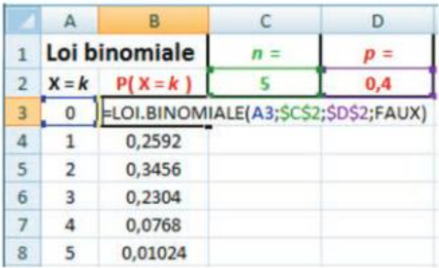 A B C D
1 Loi binomiale n = p =
2 X = k P( X = k ) 5 0,4
3 0 =LOI.BINOMIALE(A3;$C$2;$D$2;FAUX)
4 1 0,2592
5 2 0,3456
6 3 0,2304
7 4 0,0768
8 5 0,01024